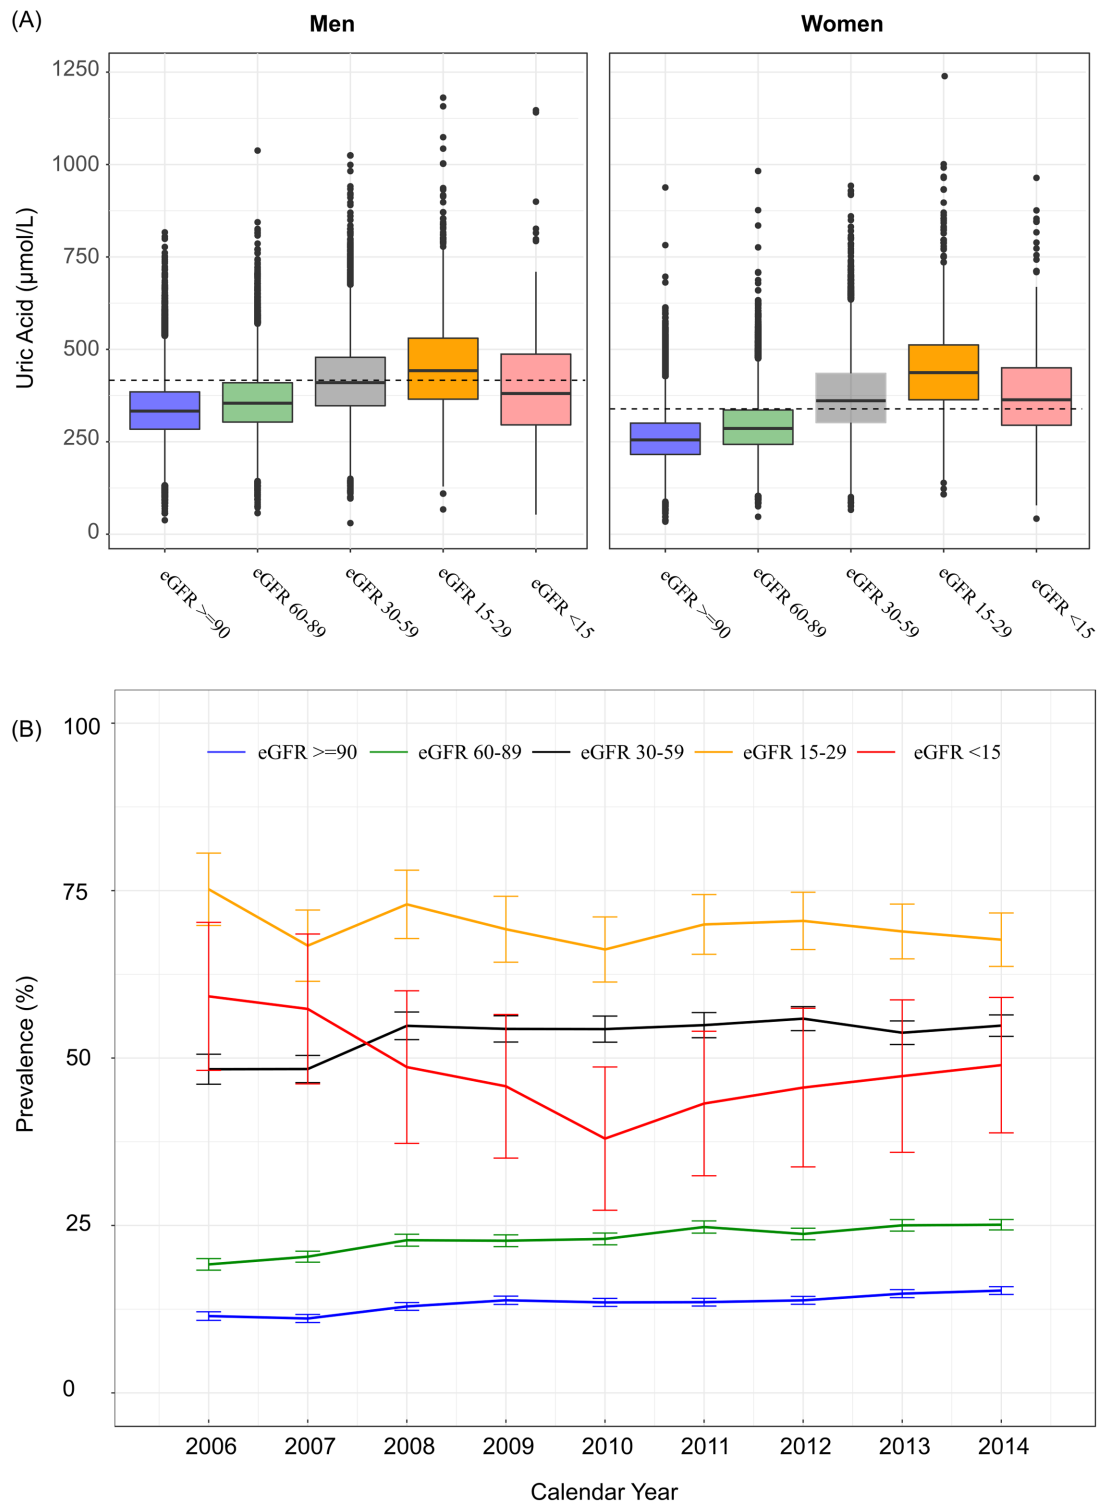 (A)
Men Women
Uric Acid (µmol/L)
1250
1000
750
500
250
0
eGFR >=90 eGFR 60-89 eGFR 30-59 eGFR 15-29 eGFR <15 eGFR >=90 eGFR 60-89 eGFR 30-59 eGFR 15-29 eGFR <15
(B)
eGFR >=90 eGFR 60-89 eGFR 30-59 eGFR 15-29 eGFR <15
Prevalence (%)
100
75
50
25
0
2006 2007 2008 2009 2010 2011 2012 2013 2014
Calendar Year